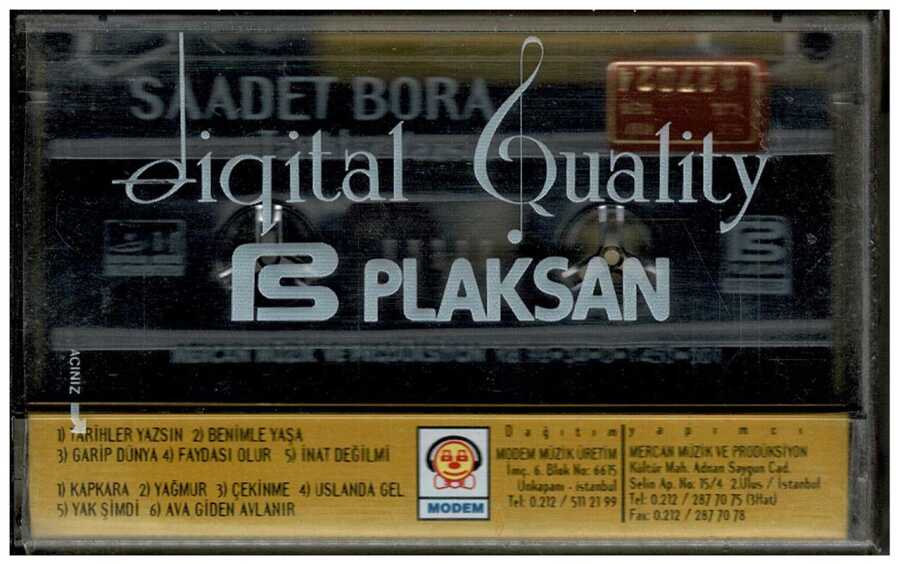 SAADET BORA
Digital Quality
PLAKSAN
AÇINIZ
1) TARİHLER YAZSIN 2) BENİMLE YAŞA
3) GARİP DÜNYA 4) FAYDASI OLUR 5) İNAT DEĞİLMİ
1) KAPKARA 2) YAĞMUR 3) ÇEKİNME 4) USLANDA GEL
5) YAK ŞİMDİ 6) AVA GİDEN AVLANIR
MODEM
Dağıtım
MODEM MÜZİK ÜRETİM
İmç. 6. Blok No: 6615
Unkapanı - istanbul
Tel: 0.212 / 511 21 99
yapımcı
MERCAN MÜZİK VE PRODÜKSİYON
Kültür Mah. Adnan Saygun Cad.
Selin Ap. No: 15/4 2.Ulus / İstanbul
Tel: 0.212 / 287 70 75 (3Hat)
Fax: 0.212 / 287 70 78